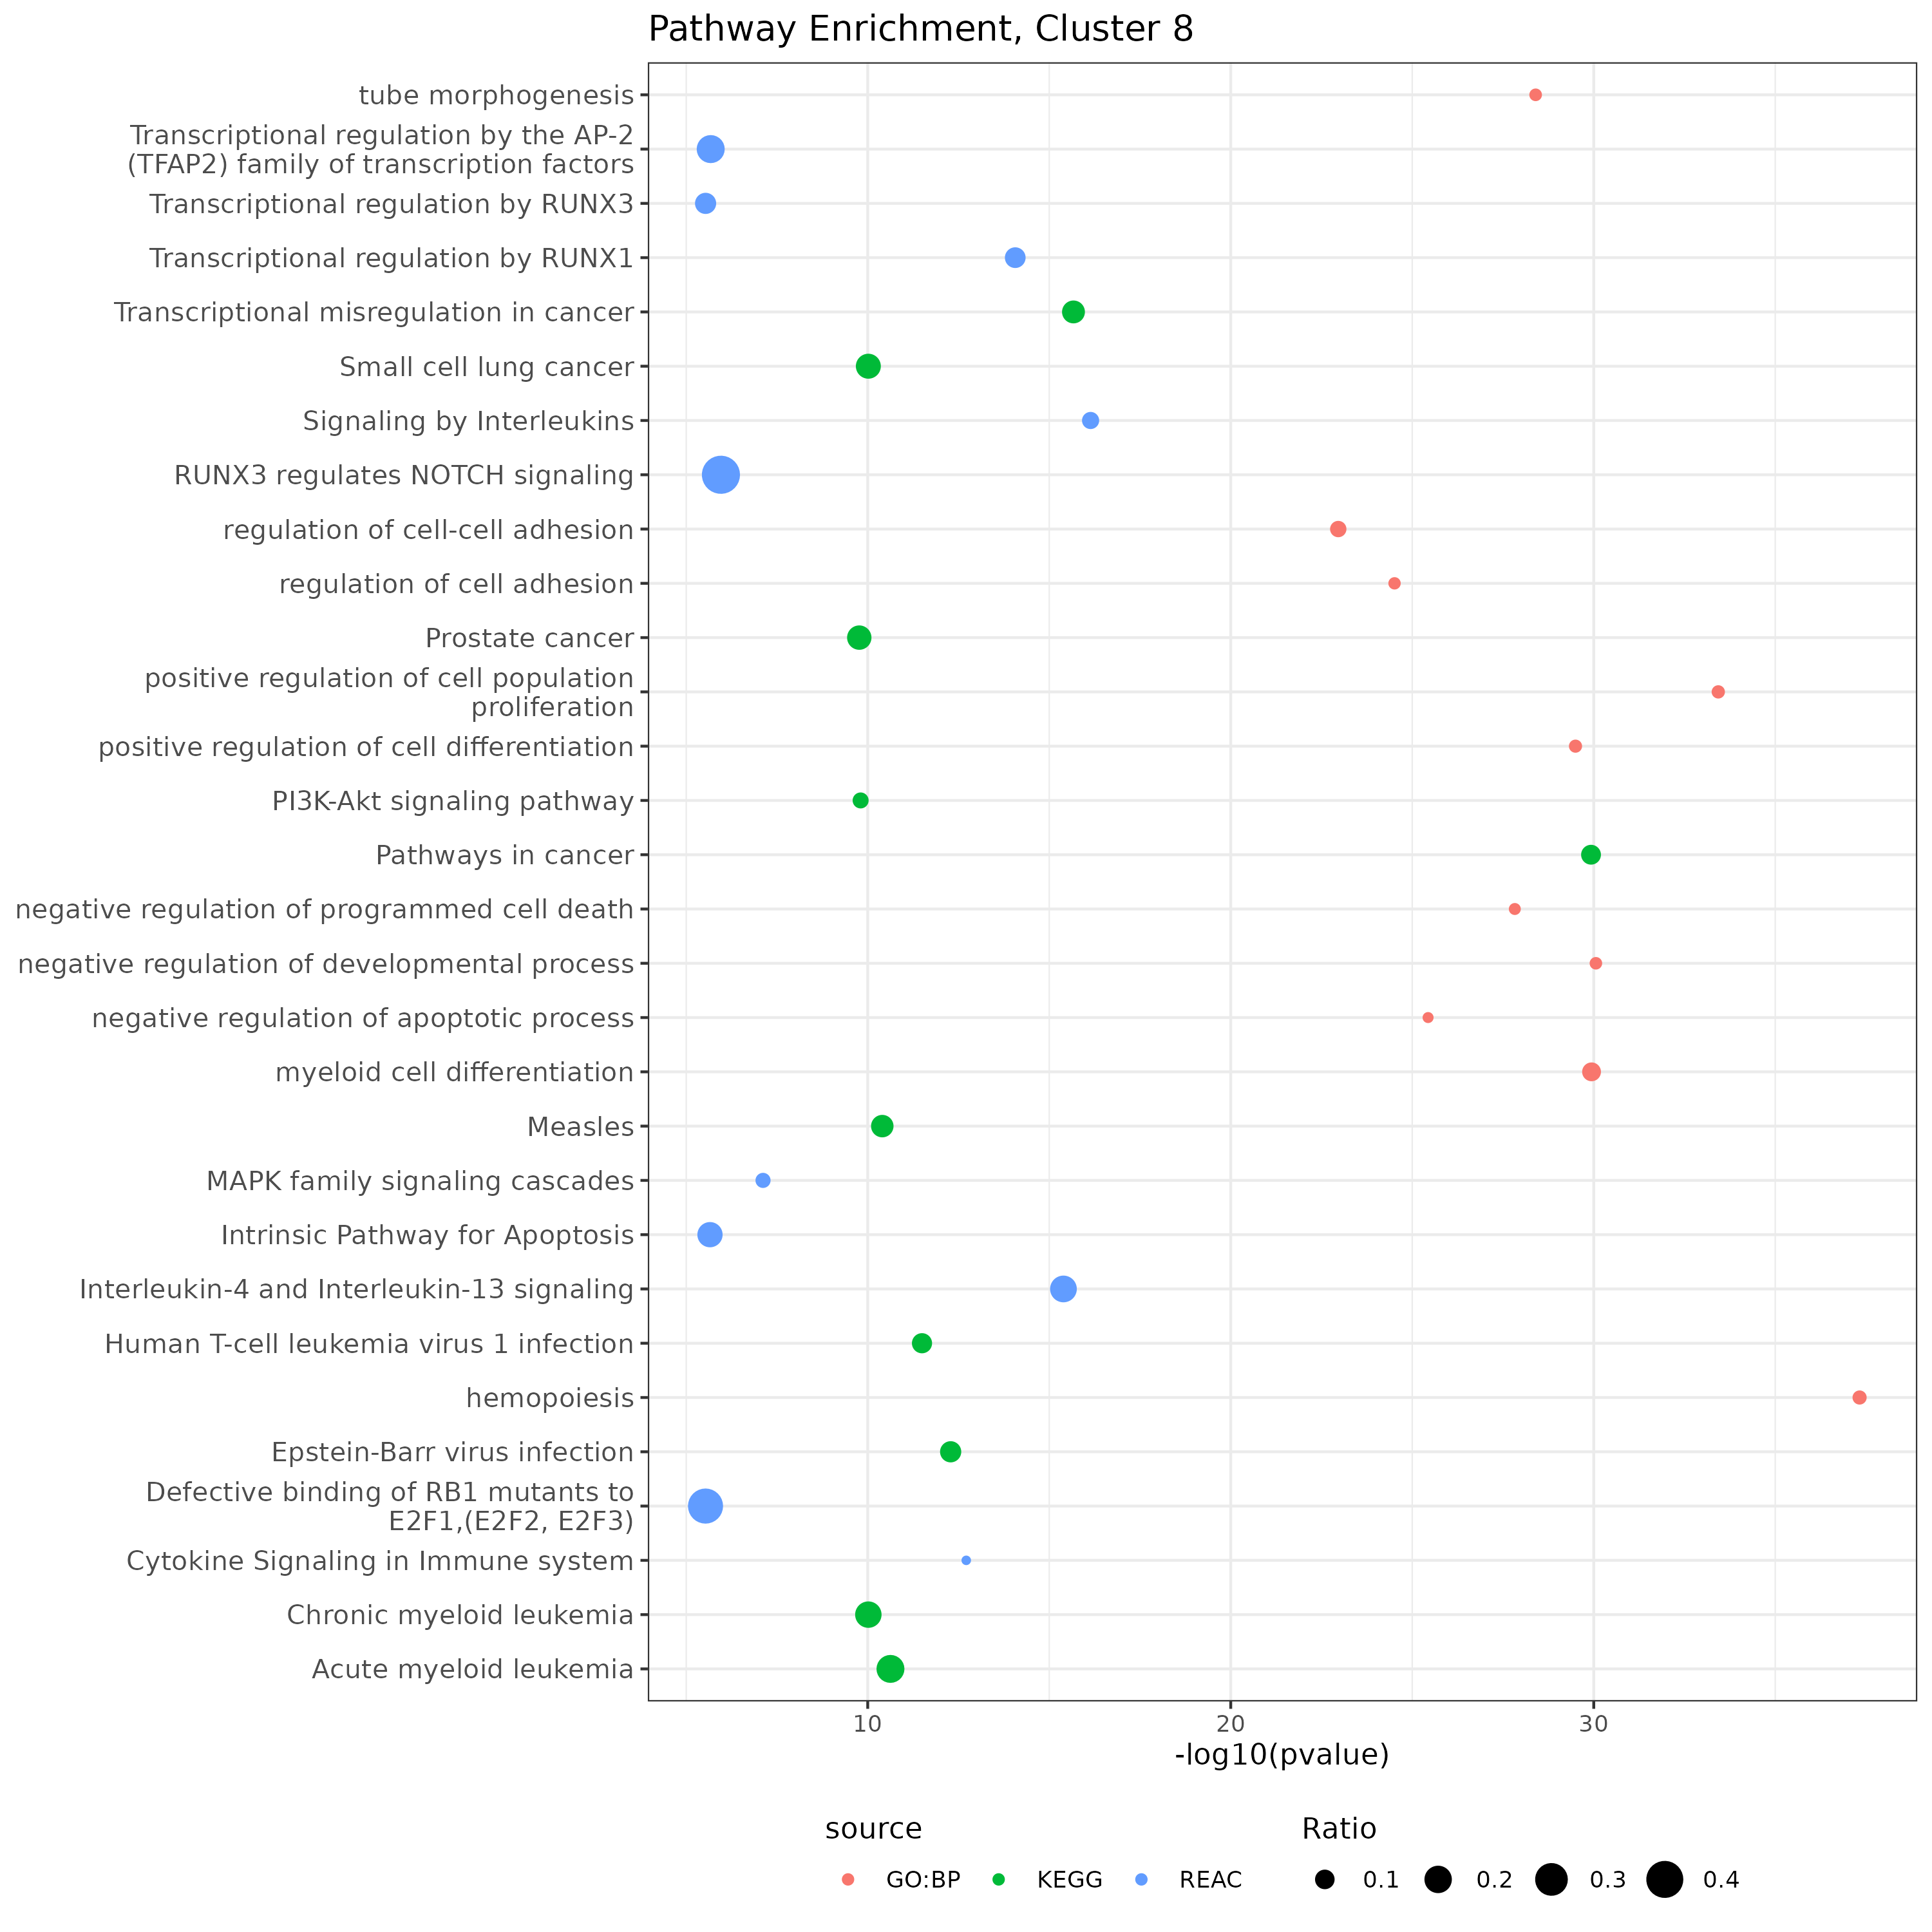 Pathway Enrichment, Cluster 8
tube morphogenesis
Transcriptional regulation by the AP-2
(TFAP2) family of transcription factors
Transcriptional regulation by RUNX3
Transcriptional regulation by RUNX1
Transcriptional misregulation in cancer
Small cell lung cancer
Signaling by Interleukins
RUNX3 regulates NOTCH signaling
regulation of cell-cell adhesion
regulation of cell adhesion
Prostate cancer
positive regulation of cell population
proliferation
positive regulation of cell differentiation
PI3K-Akt signaling pathway
Pathways in cancer
negative regulation of programmed cell death
negative regulation of developmental process
negative regulation of apoptotic process
myeloid cell differentiation
Measles
MAPK family signaling cascades
Intrinsic Pathway for Apoptosis
Interleukin-4 and Interleukin-13 signaling
Human T-cell leukemia virus 1 infection
hemopoiesis
Epstein-Barr virus infection
Defective binding of RB1 mutants to
E2F1,(E2F2, E2F3)
Cytokine Signaling in Immune system
Chronic myeloid leukemia
Acute myeloid leukemia
10 20 30
-log10(pvalue)
source Ratio
GO:BP KEGG REAC 0.1 0.2 0.3 0.4